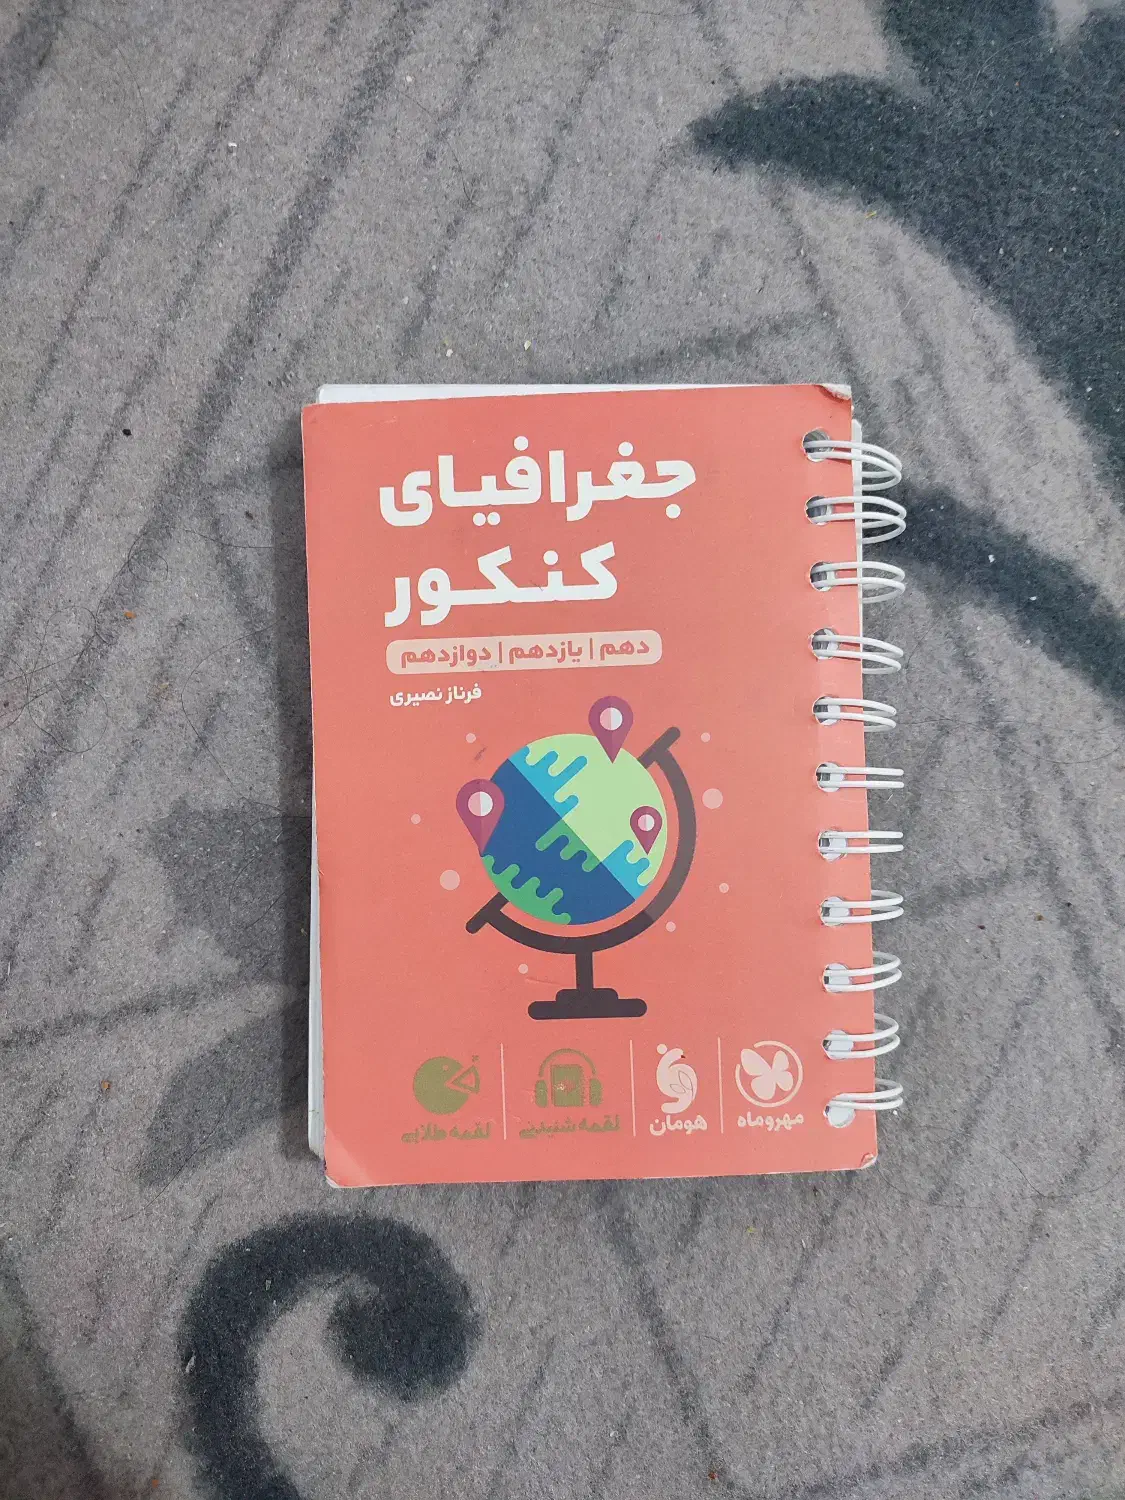 جغرافیای
کنکور
دهم | یازدهم | دوازدهم
فرناز نصیری
مهروماه
هومان
لقمه شنیدنی
لقمه طلایی